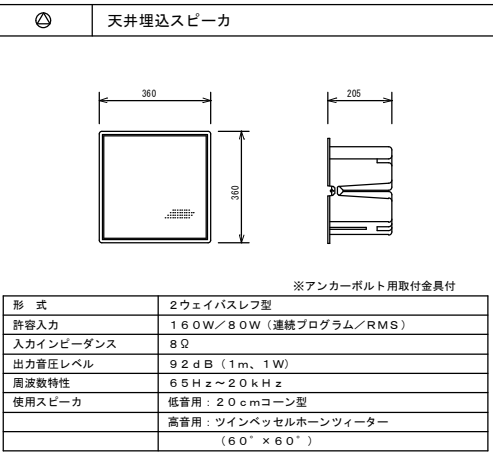 天井埋込スピーカ
360
205
360
※アンカーボルト用取付金具付
形　式 2ウェイバスレフ型
許容入力 160W／80W（連続プログラム／RMS）
入力インピーダンス 8Ω
出力音圧レベル 92dB（1m、1W）
周波数特性 65Hz～20kHz
使用スピーカ 低音用：20cmコーン型
高音用：ツインベッセルホーンツィーター
（60°×60°）